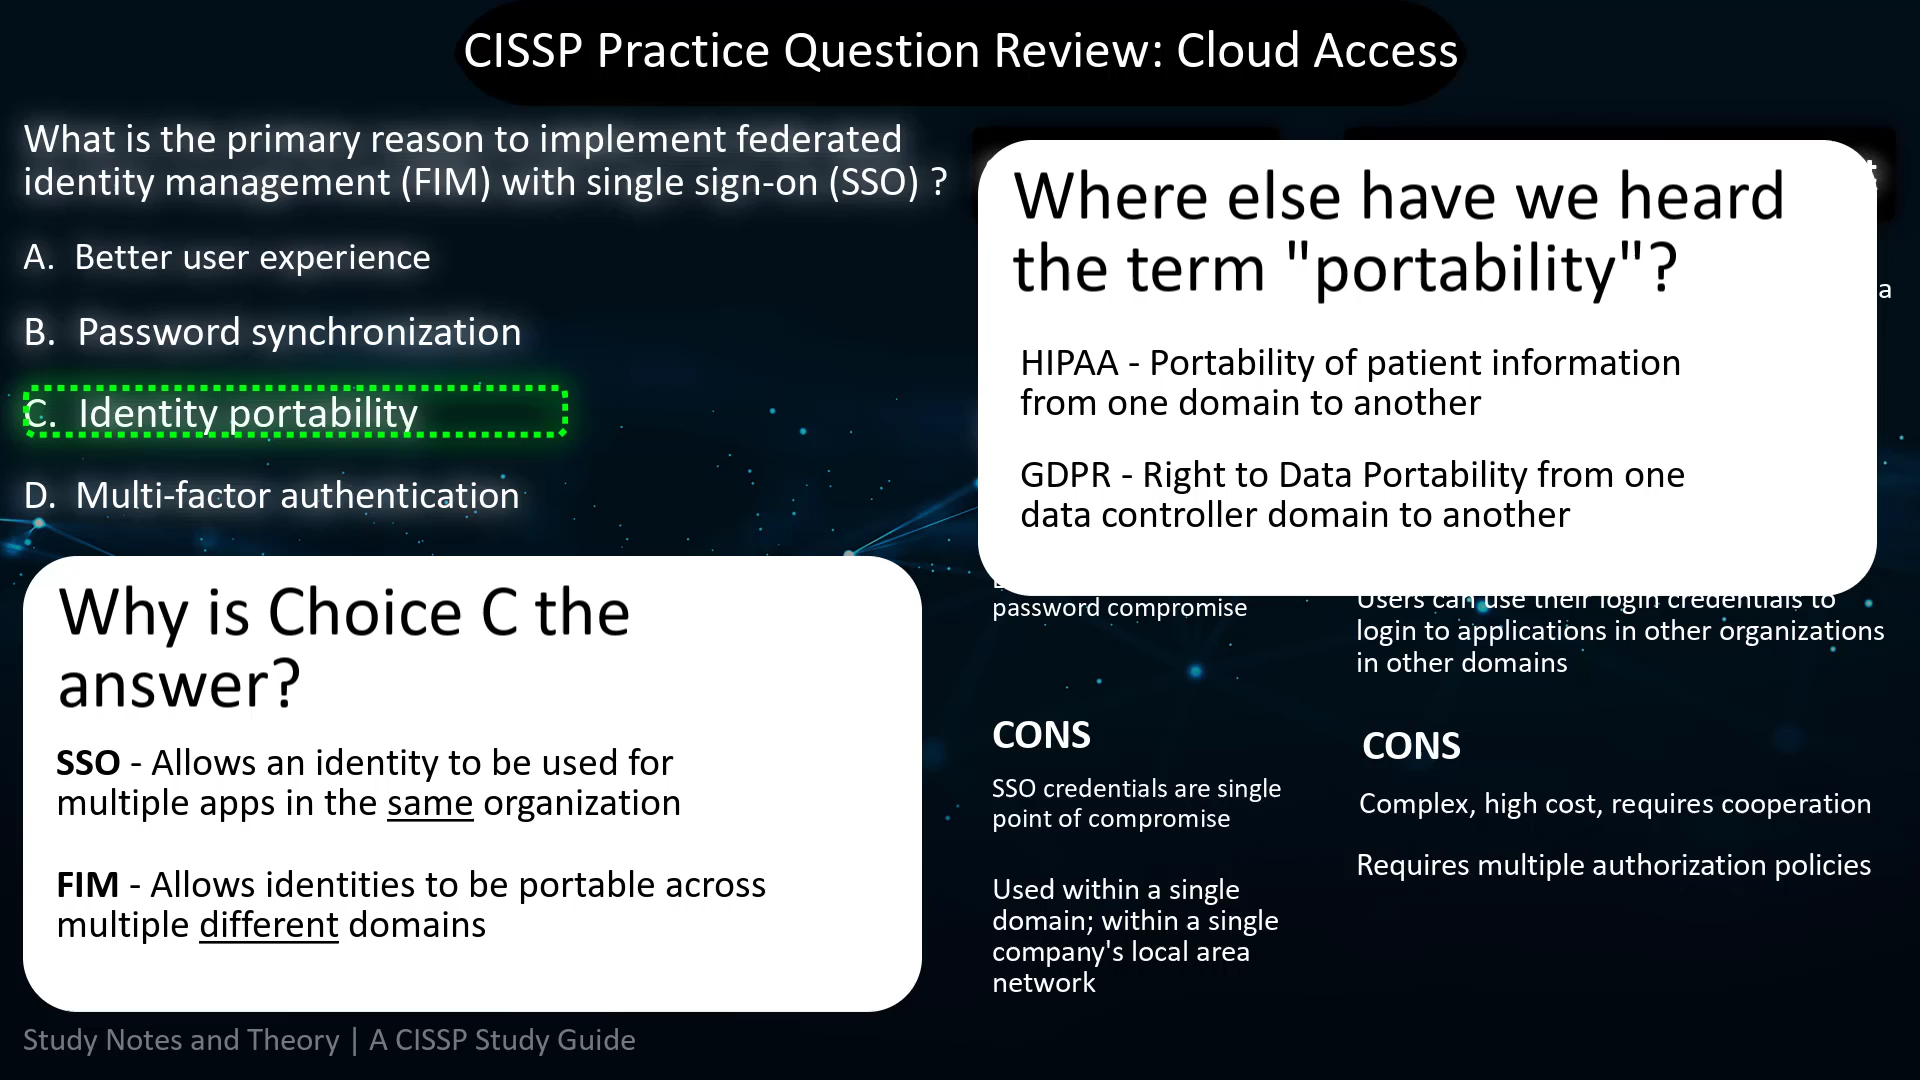 CISSP Practice Question Review: Cloud Access
What is the primary reason to implement federated
identity management (FIM) with single sign-on (SSO) ?
A. Better user experience
B. Password synchronization
C. Identity portability
D. Multi-factor authentication
Why is Choice C the
answer?
SSO - Allows an identity to be used for
multiple apps in the same organization
FIM - Allows identities to be portable across
multiple different domains
Where else have we heard
the term "portability"?
HIPAA - Portability of patient information
from one domain to another
GDPR - Right to Data Portability from one
data controller domain to another
a
password compromise
CONS
SSO credentials are single
point of compromise
Used within a single
domain; within a single
company's local area
network
Users can use their login credentials to
login to applications in other organizations
in other domains
CONS
Complex, high cost, requires cooperation
Requires multiple authorization policies
Study Notes and Theory | A CISSP Study Guide